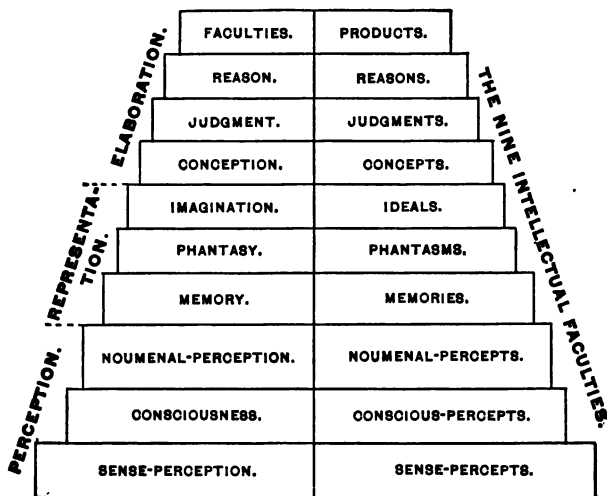 FACULTIES. PRODUCTS.
REASON. REASONS.
JUDGMENT. JUDGMENTS.
CONCEPTION. CONCEPTS.
IMAGINATION. IDEALS.
PHANTASY. PHANTASMS.
MEMORY. MEMORIES.
NOUMENAL-PERCEPTION. NOUMENAL-PERCEPTS.
CONSCIOUSNESS. CONSCIOUS-PERCEPTS.
SENSE-PERCEPTION. SENSE-PERCEPTS.
ELABORATION.
REPRESENTA-
TION.
PERCEPTION.
THE NINE INTELLECTUAL FACULTIES.